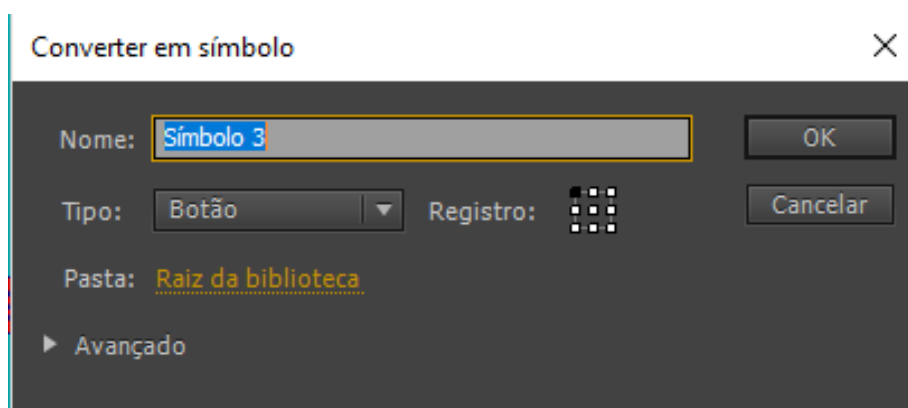 Converter em símbolo
Nome: Símbolo 3 OK
Tipo: Botão Registro: Cancelar
Pasta: Raiz da biblioteca
Avançado